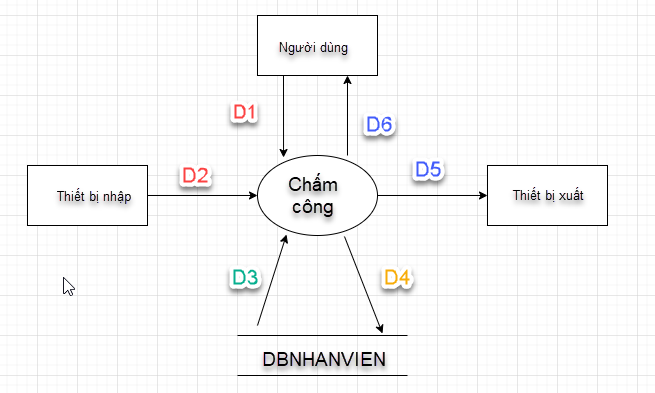 Người dùng
D1
D6
Thiết bị nhập
D2
Chấm
công
D5
Thiết bị xuất
D3
D4
DBNHANVIEN